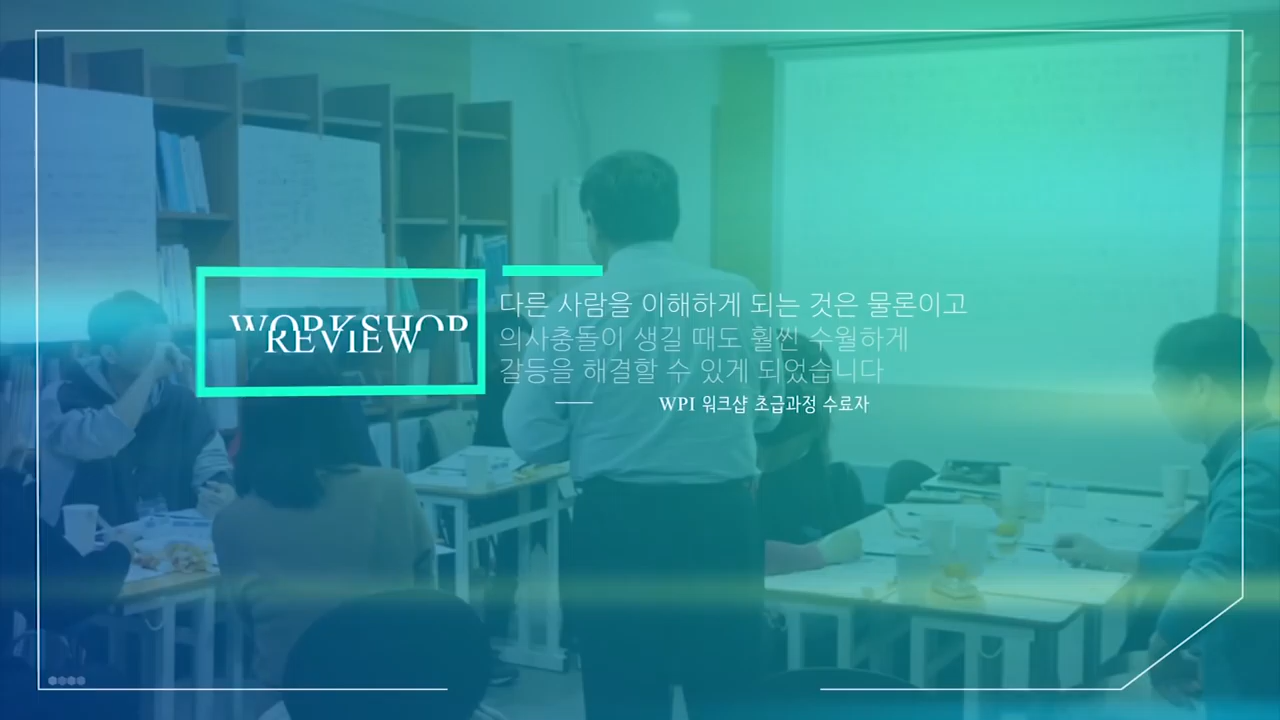 WORKSHOP
REVIEW
다른 사람을 이해하게 되는 것은 물론이고
의사충돌이 생길 때도 훨씬 수월하게
갈등을 해결할 수 있게 되었습니다
WPI 워크샵 초급과정 수료자